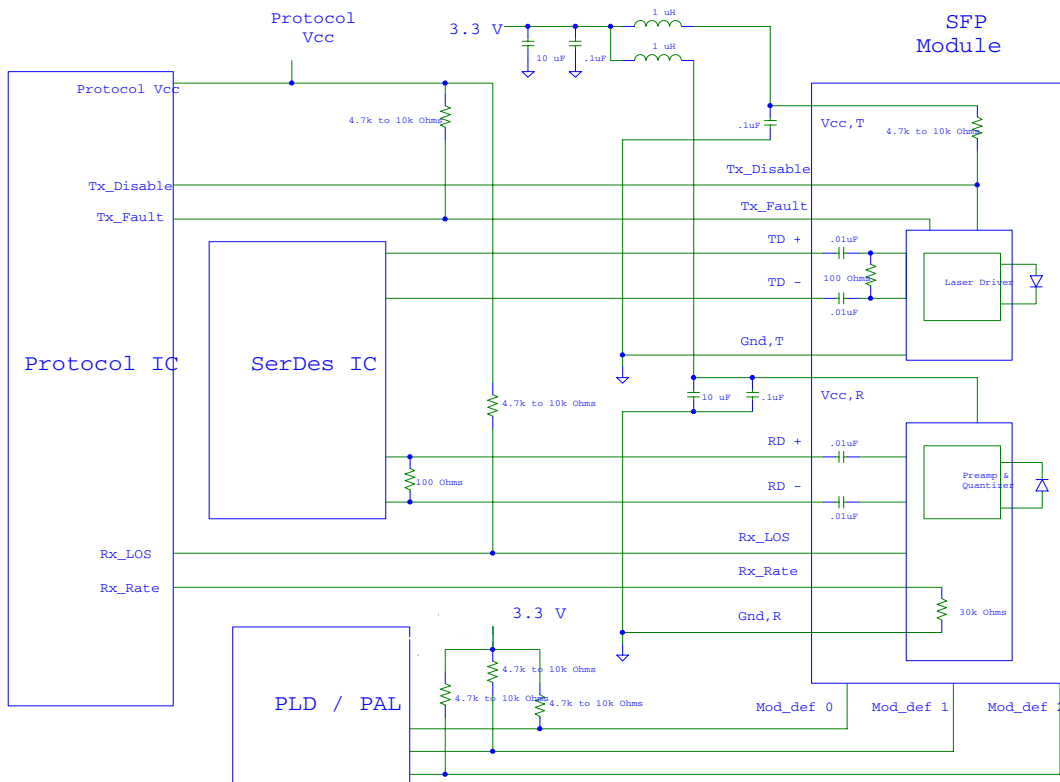 Protocol
Vcc
3.3 V
1 uH
SFP
Module
1 uH
10 uF
.1uF
Protocol Vcc
4.7k to 10k Ohms
.1uF
Vcc,T
4.7k to 10k Ohms
Tx_Disable
Tx_Disable
Tx_Fault
Tx_Fault
TD +
.01uF
100 Ohms
Laser Driver
TD -
.01uF
Gnd,T
Protocol IC
SerDes IC
4.7k to 10k Ohms
10 uF
.1uF
Vcc,R
RD +
.01uF
100 Ohms
Preamp &
Quantizer
RD -
.01uF
Rx_LOS
Rx_LOS
Rx_Rate
Rx_Rate
30k Ohms
Gnd,R
3.3 V
4.7k to 10k Ohms
4.7k to 10k Ohms
4.7k to 10k Ohms
PLD / PAL
Mod_def 0
Mod_def 1
Mod_def 2